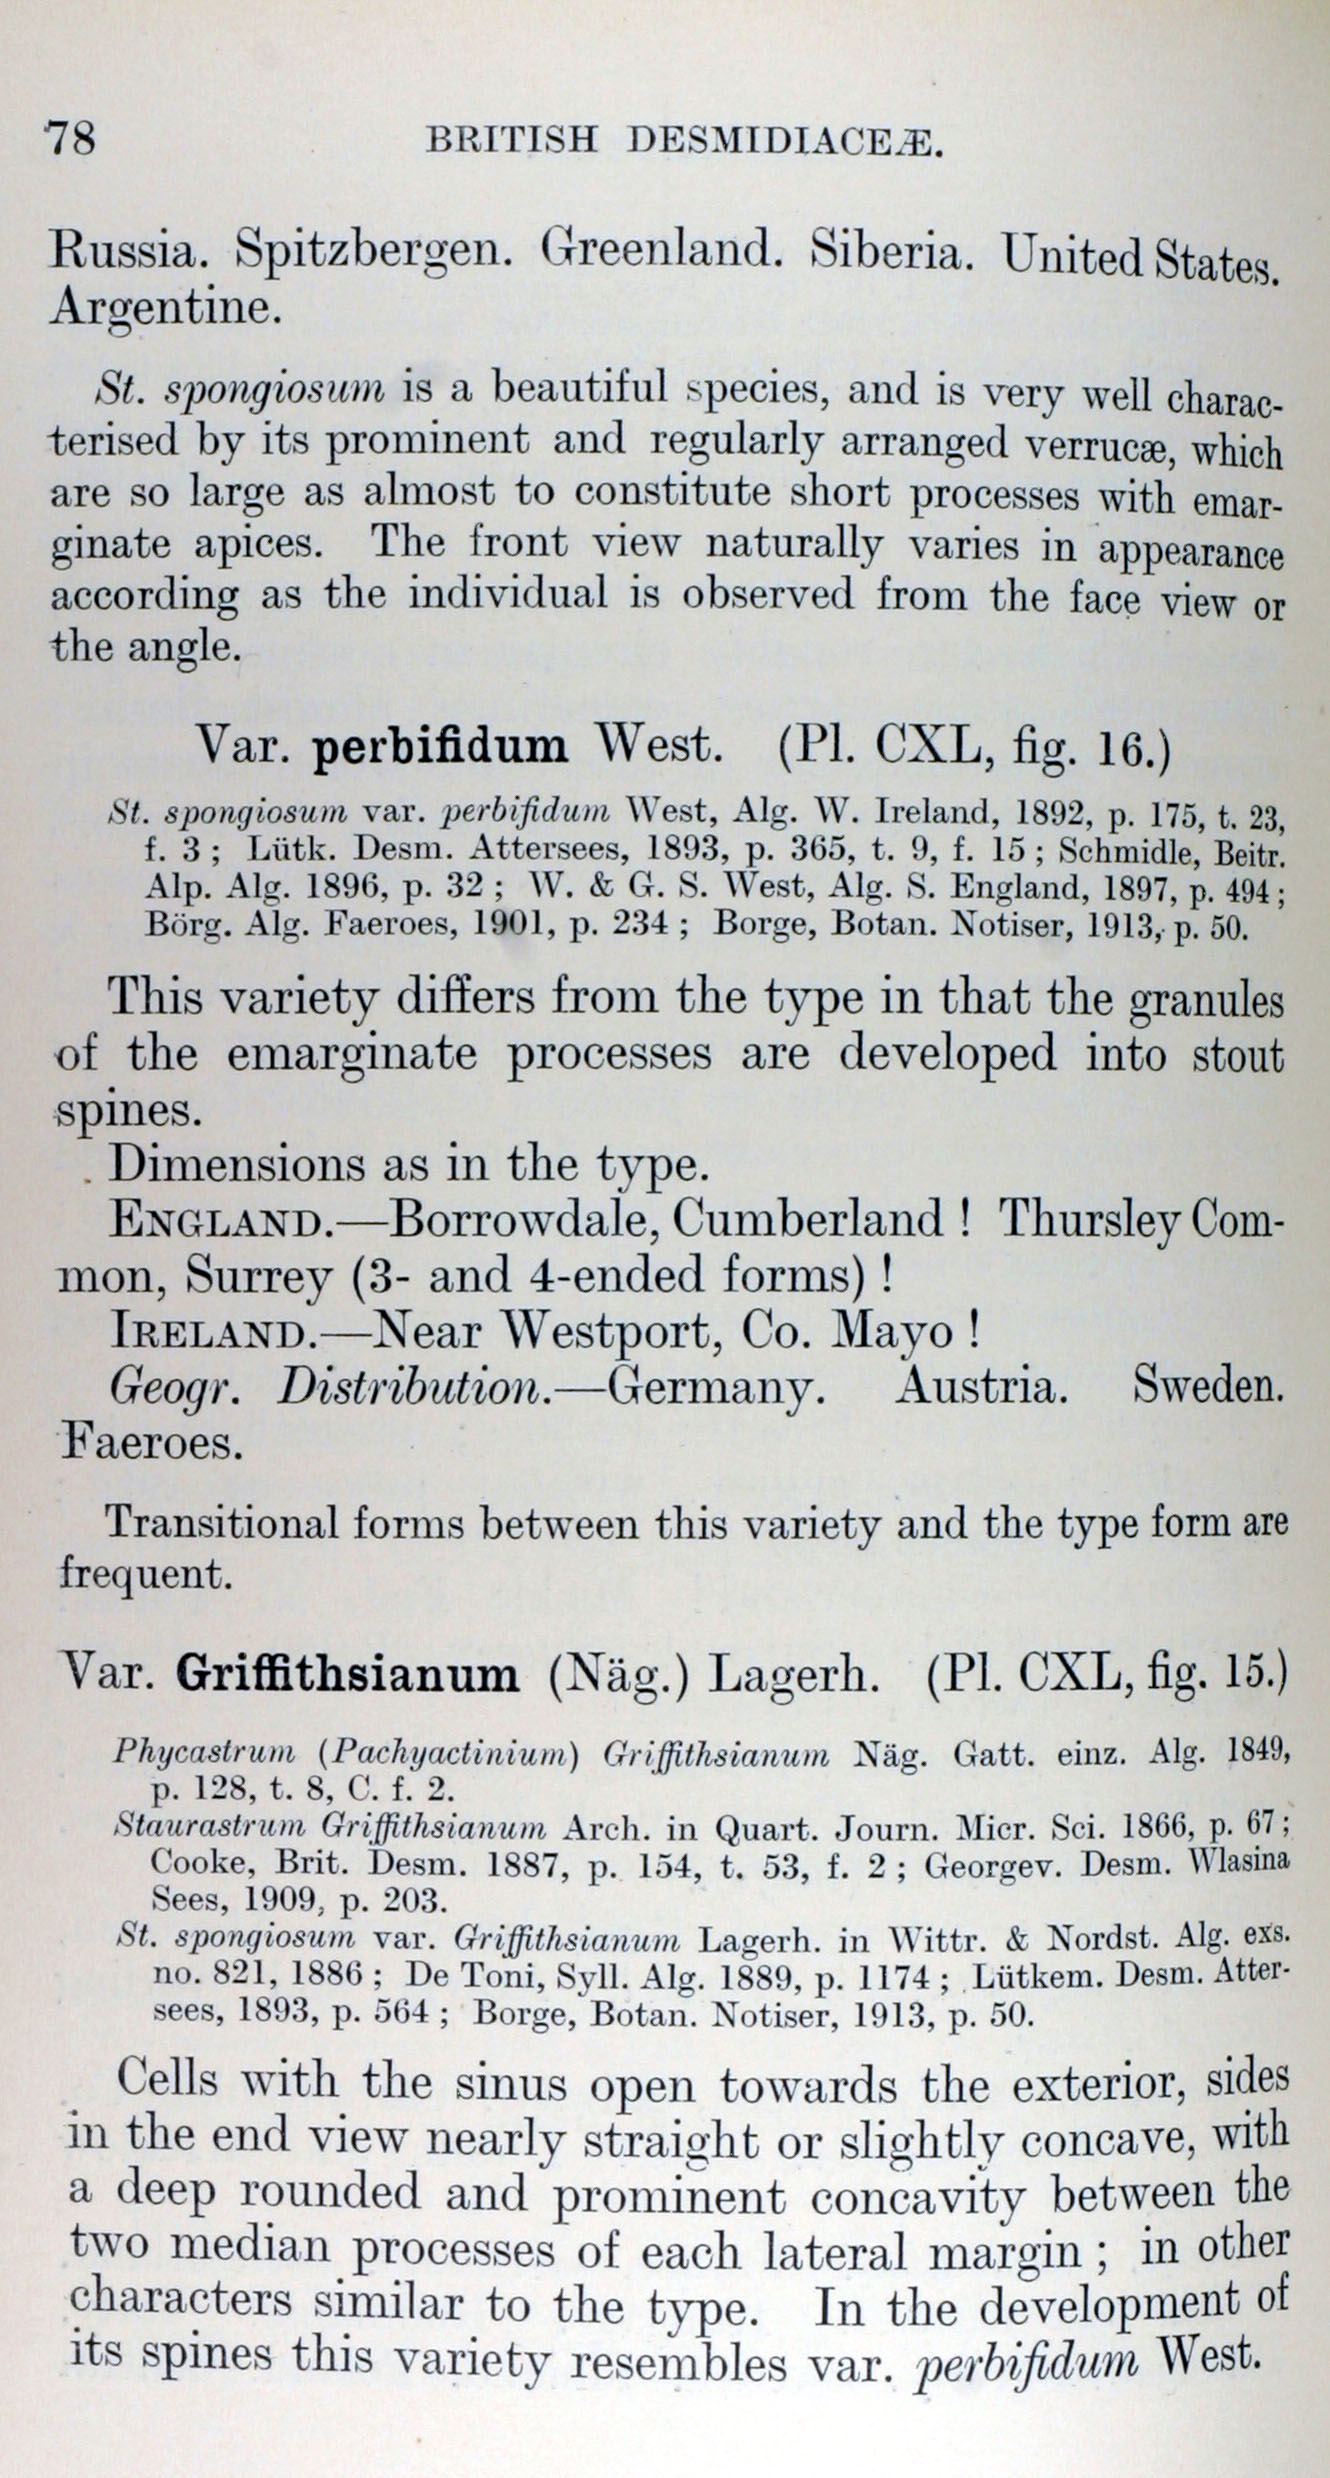 78 BRITISH DESMIDIACEÆ.
Russia. Spitzbergen. Greenland. Siberia. United States.
Argentine.
St. spongiosum is a beautiful species, and is very well charac-
terised by its prominent and regularly arranged verrucæ, which
are so large as almost to constitute short processes with emar-
ginate apices. The front view naturally varies in appearance
according as the individual is observed from the face view or
the angle.
Var. perbifidum West. (Pl. CXL, fig. 16.)
St. spongiosum var. perbifidum West, Alg. W. Ireland, 1892, p. 175, t. 23,
f. 3 ; Lütk. Desm. Attersees, 1893, p. 365, t. 9, f. 15 ; Schmidle, Beitr.
Alp. Alg. 1896, p. 32 ; W. & G. S. West, Alg. S. England, 1897, p. 494 ;
Börg. Alg. Faeroes, 1901, p. 234 ; Borge, Botan. Notiser, 1913, p. 50.
This variety differs from the type in that the granules
of the emarginate processes are developed into stout
spines.
Dimensions as in the type.
ENGLAND.—Borrowdale, Cumberland ! Thursley Com-
mon, Surrey (3- and 4-ended forms) !
IRELAND.—Near Westport, Co. Mayo !
Geogr. Distribution.—Germany. Austria. Sweden.
Faeroes.
Transitional forms between this variety and the type form are
frequent.
Var. Griffithsianum (Näg.) Lagerh. (Pl. CXL, fig. 15.)
Phycastrum (Pachyactinium) Griffithsianum Näg. Gatt. einz. Alg. 1849,
p. 128, t. 8, C. f. 2.
Staurastrum Griffithsianum Arch. in Quart. Journ. Micr. Sci. 1866, p. 67 ;
Cooke, Brit. Desm. 1887, p. 154, t. 53, f. 2 ; Georgev. Desm. Wlasina
Sees, 1909, p. 203.
St. spongiosum var. Griffithsianum Lagerh. in Wittr. & Nordst. Alg. exs.
no. 821, 1886 ; De Toni, Syll. Alg. 1889, p. 1174 ; Lütkem. Desm. Atter-
sees, 1893, p. 564 ; Borge, Botan. Notiser, 1913, p. 50.
Cells with the sinus open towards the exterior, sides
in the end view nearly straight or slightly concave, with
a deep rounded and prominent concavity between the
two median processes of each lateral margin ; in other
characters similar to the type. In the development of
its spines this variety resembles var. perbifidum West.